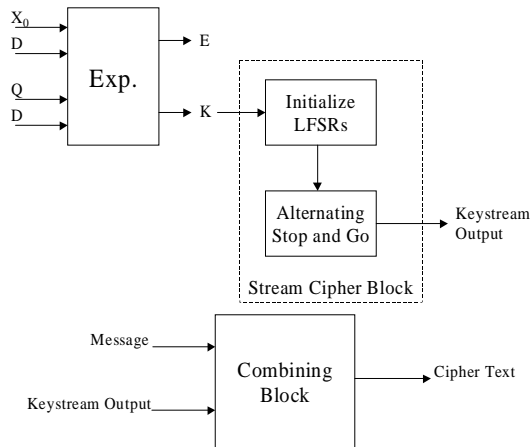 X0
D
Q
D
Exp.
E
K
Initialize
LFSRs
Alternating
Stop and Go
Keystream
Output
Stream Cipher Block
Message
Keystream Output
Combining
Block
Cipher Text